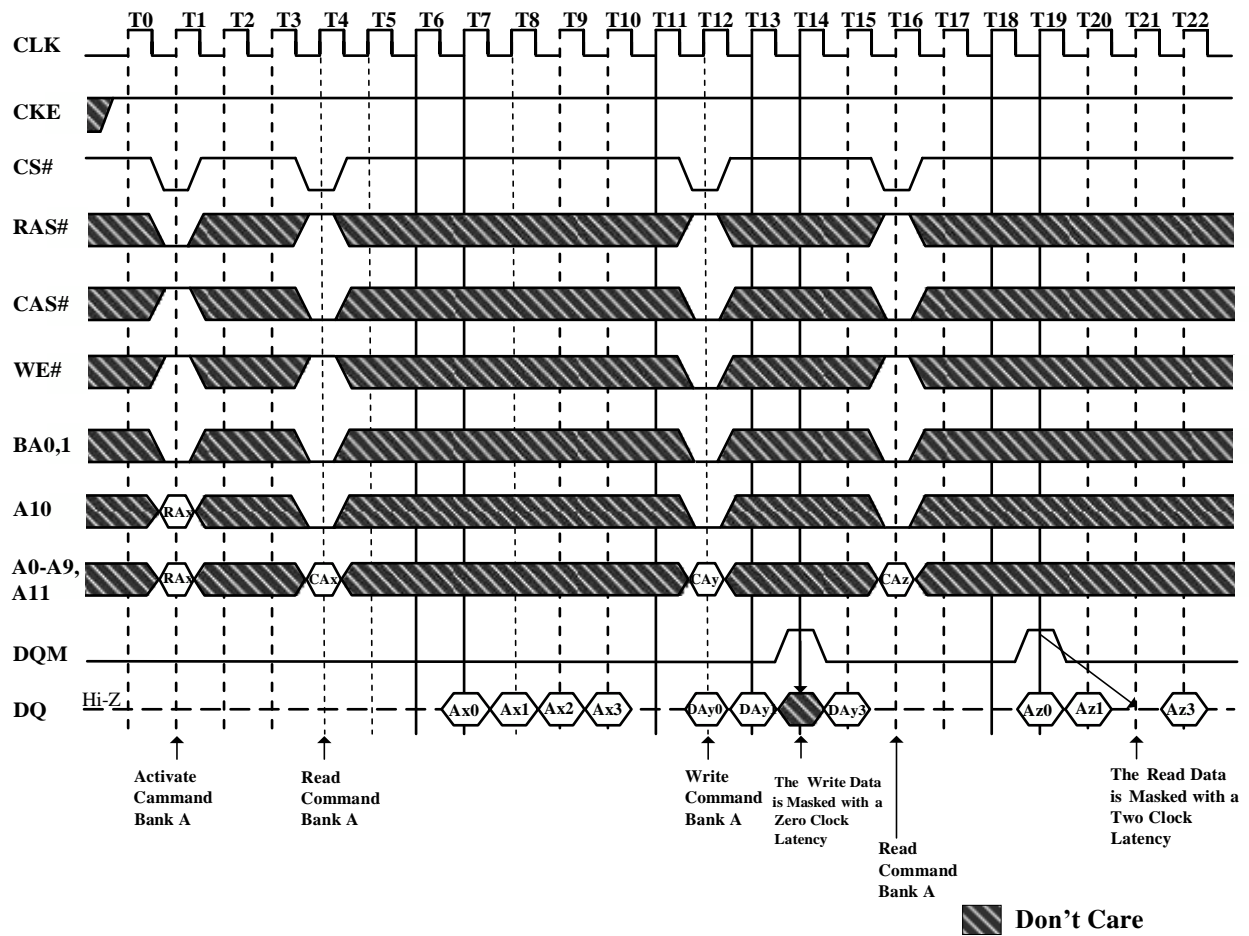 T0 T1 T2 T3 T4 T5 T6 T7 T8 T9 T10 T11 T12 T13 T14 T15 T16 T17 T18 T19 T20 T21 T22
CLK
CKE
CS#
RAS#
CAS#
WE#
BA0,1
A10
RAx
A0-A9,
A11
RAx CAx CAy CAz
DQM
Hi-Z
DQ
Ax0 Ax1 Ax2 Ax3 DAy0 DAy1 DAy3 Az0 Az1 Az3
Activate
Cammand
Bank A
Read
Command
Bank A
Write
Command
Bank A
The Write Data
is Masked with a
Zero Clock
Latency
Read
Command
Bank A
The Read Data
is Masked with a
Two Clock
Latency
Don't Care